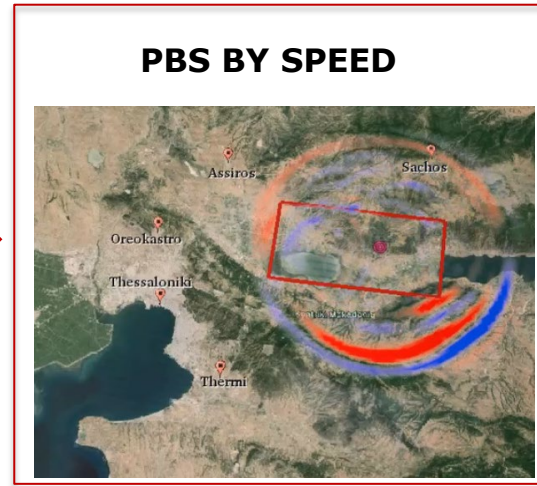 PBS BY SPEED
Assiros
Sachos
Oreokastro
Thessaloniki
Thermi